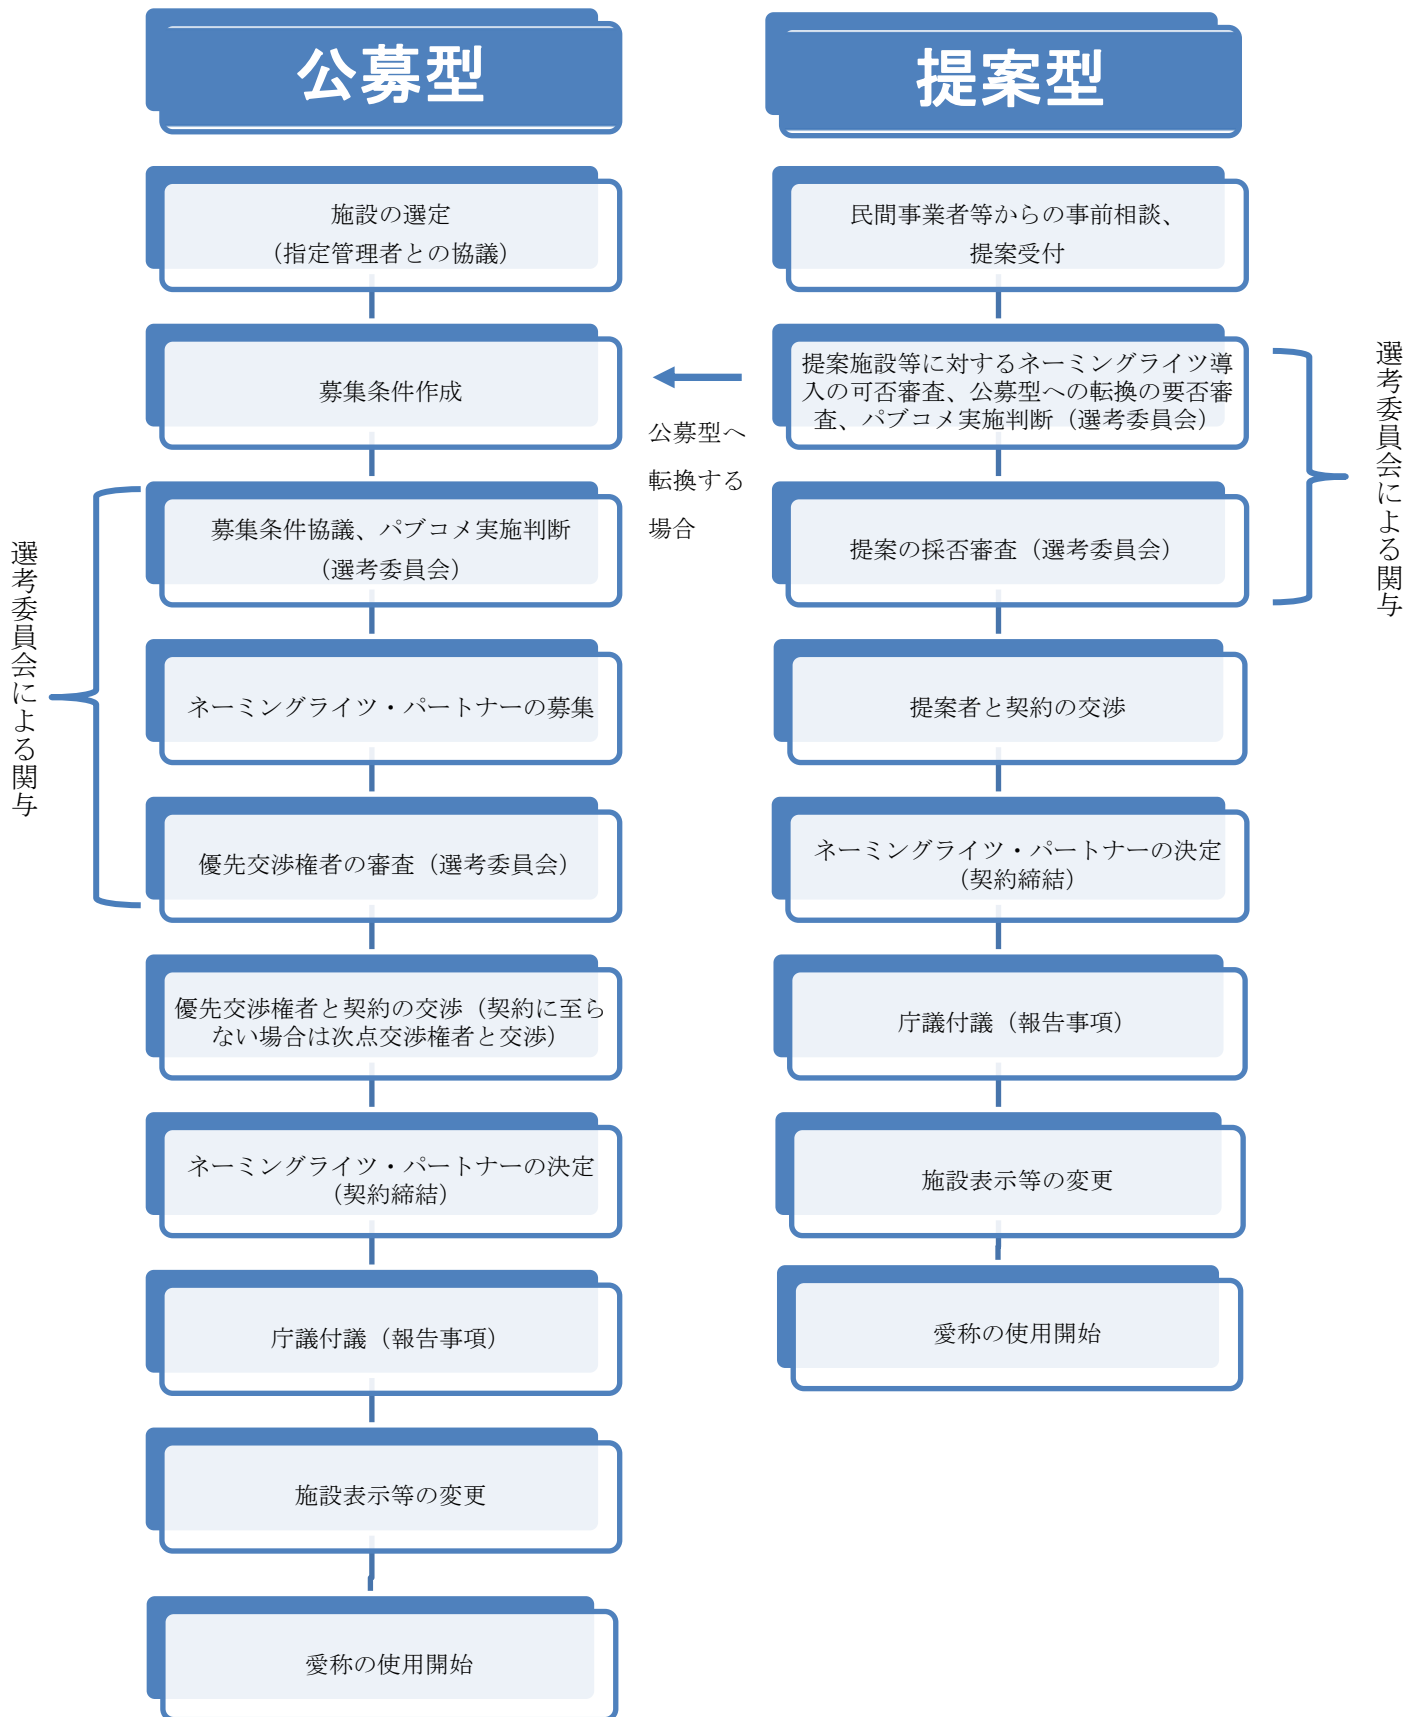 公募型
施設の選定
（指定管理者との協議）
募集条件作成
募集条件協議、パブコメ実施判断
（選考委員会）
ネーミングライツ・パートナーの募集
優先交渉権者の審査（選考委員会）
優先交渉権者と契約の交渉（契約に至ら
ない場合は次点交渉権者と交渉）
ネーミングライツ・パートナーの決定
（契約締結）
庁議付議（報告事項）
施設表示等の変更
愛称の使用開始
選考委員会による関与
公募型へ
転換する
場合
提案型
民間事業者等からの事前相談、
提案受付
提案施設等に対するネーミングライツ導
入の可否審査、公募型への転換の要否審
査、パブコメ実施判断（選考委員会）
提案の採否審査（選考委員会）
提案者と契約の交渉
ネーミングライツ・パートナーの決定
（契約締結）
庁議付議（報告事項）
施設表示等の変更
愛称の使用開始
選考委員会による関与